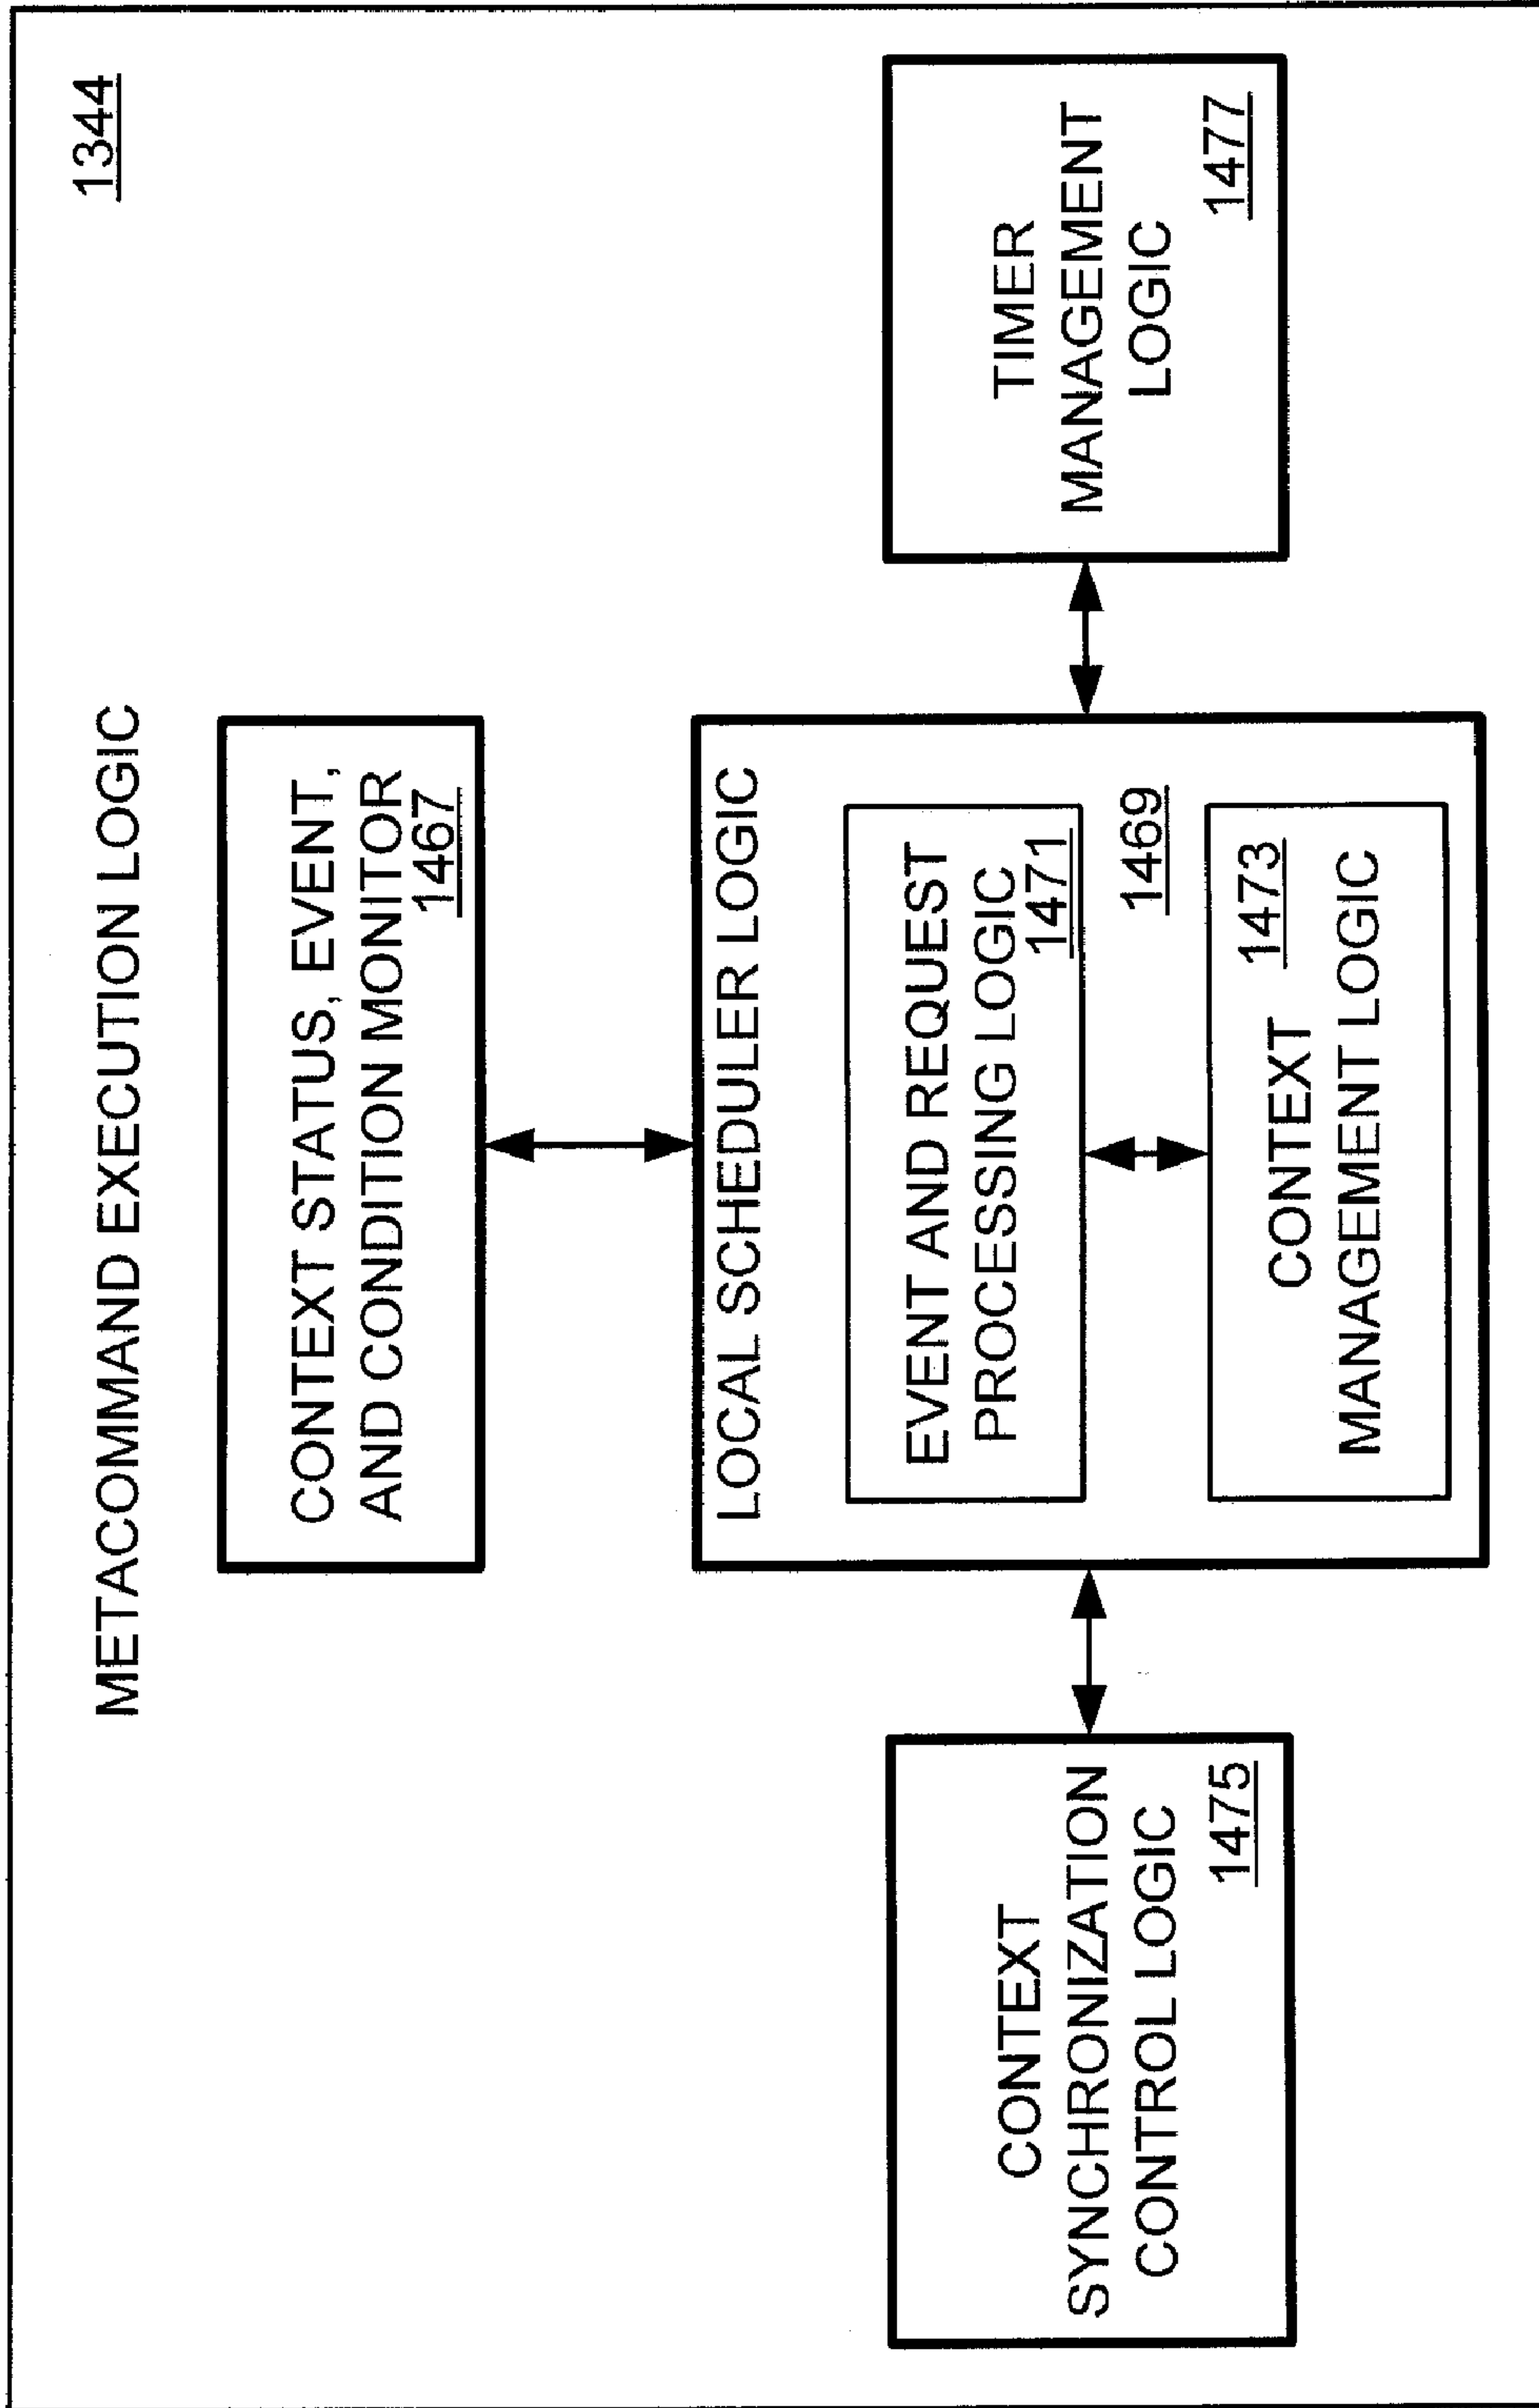 METACOMMAND EXECUTION LOGIC
1344
CONTEXT STATUS, EVENT,
AND CONDITION MONITOR
1467
LOCAL SCHEDULER LOGIC
EVENT AND REQUEST
PROCESSING LOGIC
1471
1469
1473
CONTEXT
MANAGEMENT LOGIC
CONTEXT
SYNCHRONIZATION
CONTROL LOGIC
1475
TIMER
MANAGEMENT
LOGIC
1477